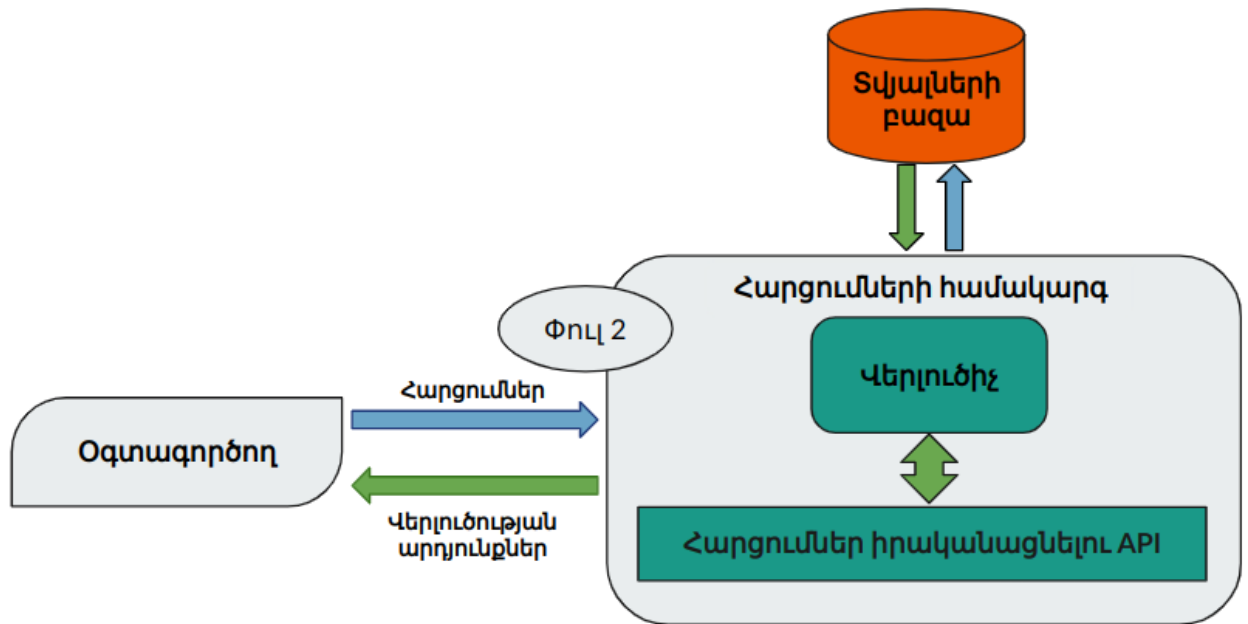 Տվյալների
բազա
Հարցումների համակարգ
Փուլ 2
Վերլուծիչ
Հարցումներ
Օգտագործող
Վերլուծության
արդյունքներ
Հարցումներ իրականացնելու API